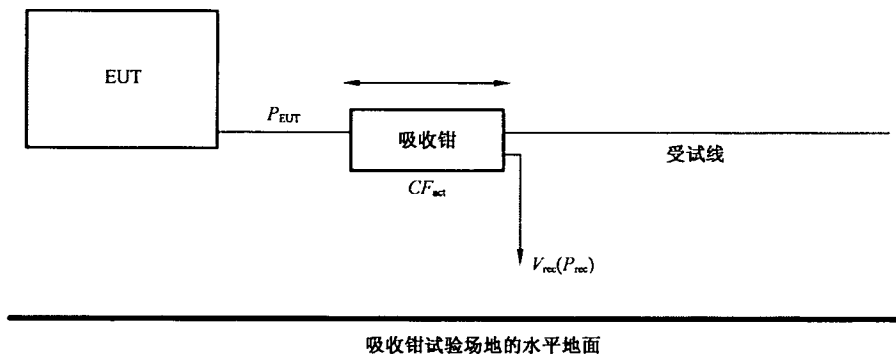 EUT
P_EUT
吸收钳
CF_act
受试线
V_rec(P_rec)
吸收钳试验场地的水平地面